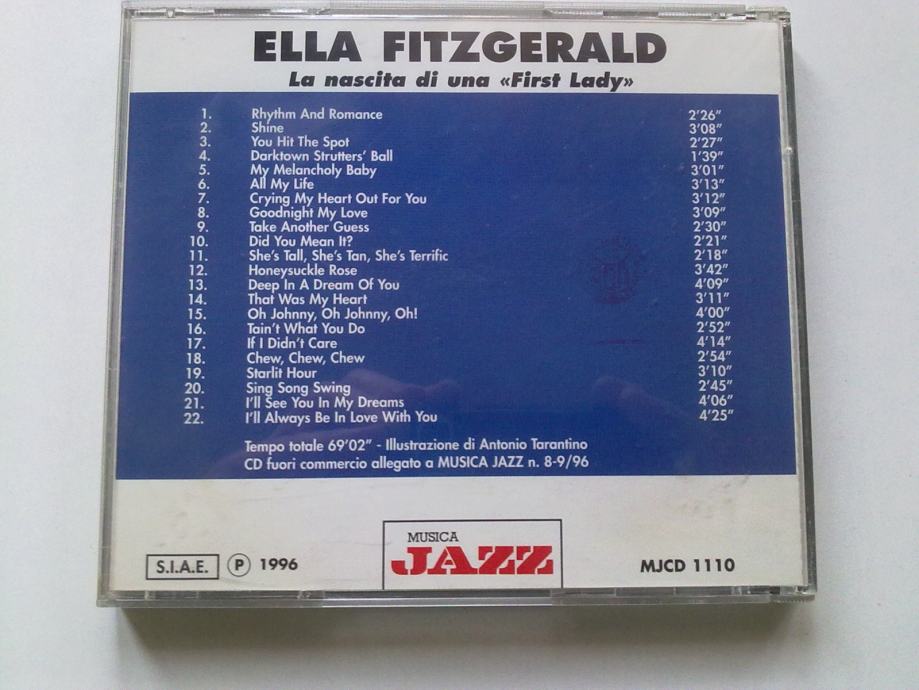 ELLA FITZGERALD
La nascita di una «First Lady»
1. Rhythm And Romance 2'26"
2. Shine 3'08"
3. You Hit The Spot 2'27"
4. Darktown Strutters' Ball 1'39"
5. My Melancholy Baby 3'01"
6. All My Life 3'13"
7. Crying My Heart Out For You 3'12"
8. Goodnight My Love 3'09"
9. Take Another Guess 2'30"
10. Did You Mean It? 2'21"
11. She's Tall, She's Tan, She's Terrific 2'18"
12. Honeysuckle Rose 3'42"
13. Deep In A Dream Of You 4'09"
14. That Was My Heart 3'11"
15. Oh Johnny, Oh Johnny, Oh! 4'00"
16. Tain't What You Do 2'52"
17. If I Didn't Care 4'14"
18. Chew, Chew, Chew 2'54"
19. Starlit Hour 3'10"
20. Sing Song Swing 2'45"
21. I'll See You In My Dreams 4'06"
22. I'll Always Be In Love With You 4'25"
Tempo totale 69'02" - Illustrazione di Antonio Tarantino
CD fuori commercio allegato a MUSICA JAZZ n. 8-9/96
S.I.A.E. Ⓟ 1996
MUSICA
JAZZ
MJCD 1110